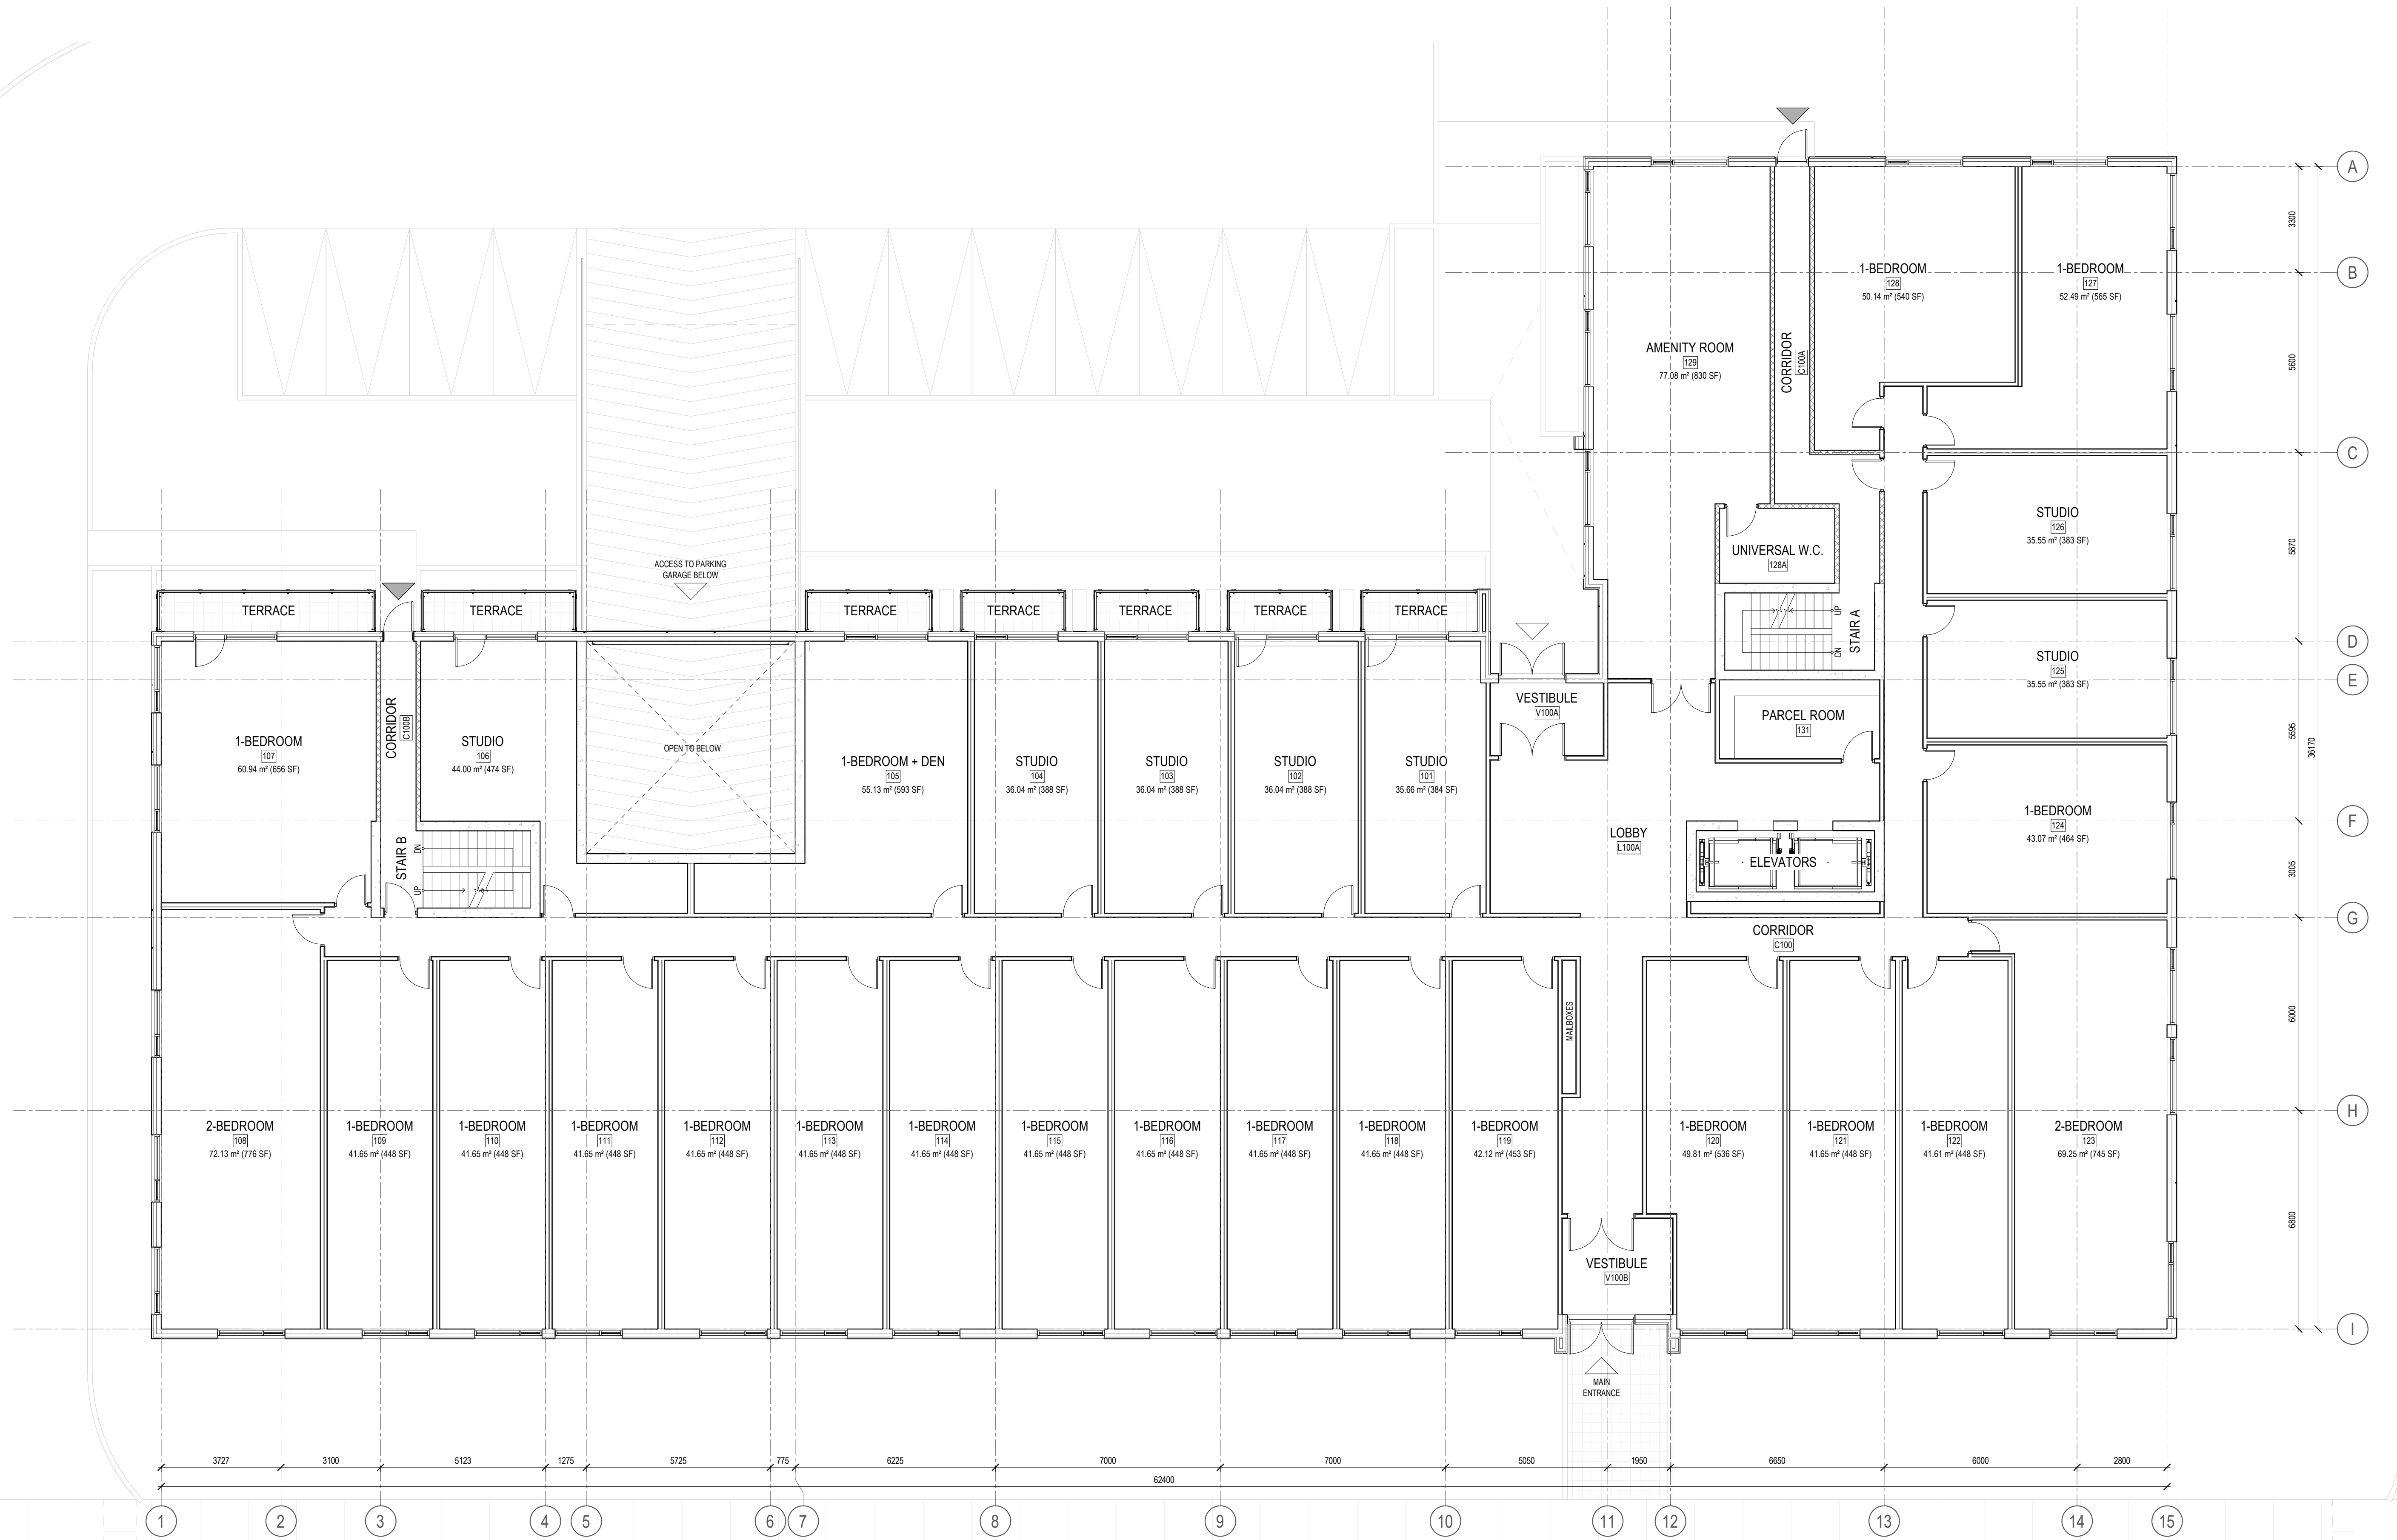 A
3300
1-BEDROOM
128
50.14 m² (540 SF)
1-BEDROOM
127
52.49 m² (565 SF)
B
AMENITY ROOM
129
77.08 m² (830 SF)
CORRIDOR
C100A
5600
36170
C
STUDIO
126
35.55 m² (383 SF)
5870
UNIVERSAL W.C.
128A
ACCESS TO PARKING
GARAGE BELOW
TERRACE
TERRACE
TERRACE
TERRACE
TERRACE
TERRACE
TERRACE
UP
DN
STAIR A
D
STUDIO
125
35.55 m² (383 SF)
E
VESTIBULE
V100A
PARCEL ROOM
131
5595
1-BEDROOM
107
60.94 m² (656 SF)
CORRIDOR
C100B
STUDIO
106
44.00 m² (474 SF)
OPEN TO BELOW
1-BEDROOM + DEN
105
55.13 m² (593 SF)
STUDIO
104
36.04 m² (388 SF)
STUDIO
103
36.04 m² (388 SF)
STUDIO
102
36.04 m² (388 SF)
STUDIO
101
35.66 m² (384 SF)
1-BEDROOM
124
43.07 m² (464 SF)
F
LOBBY
L100A
ELEVATORS
STAIR B
DN
UP
3005
G
CORRIDOR
C100
6000
MAILBOXES
H
2-BEDROOM
108
72.13 m² (776 SF)
1-BEDROOM
109
41.65 m² (448 SF)
1-BEDROOM
110
41.65 m² (448 SF)
1-BEDROOM
111
41.65 m² (448 SF)
1-BEDROOM
112
41.65 m² (448 SF)
1-BEDROOM
113
41.65 m² (448 SF)
1-BEDROOM
114
41.65 m² (448 SF)
1-BEDROOM
115
41.65 m² (448 SF)
1-BEDROOM
116
41.65 m² (448 SF)
1-BEDROOM
117
41.65 m² (448 SF)
1-BEDROOM
118
41.65 m² (448 SF)
1-BEDROOM
119
42.12 m² (453 SF)
1-BEDROOM
120
49.81 m² (536 SF)
1-BEDROOM
121
41.65 m² (448 SF)
1-BEDROOM
122
41.61 m² (448 SF)
2-BEDROOM
123
69.25 m² (745 SF)
6800
VESTIBULE
V100B
I
MAIN
ENTRANCE
3727
3100
5123
1275
5725
775
6225
7000
7000
5050
1950
6650
6000
2800
62400
1
2
3
4
5
6
7
8
9
10
11
12
13
14
15